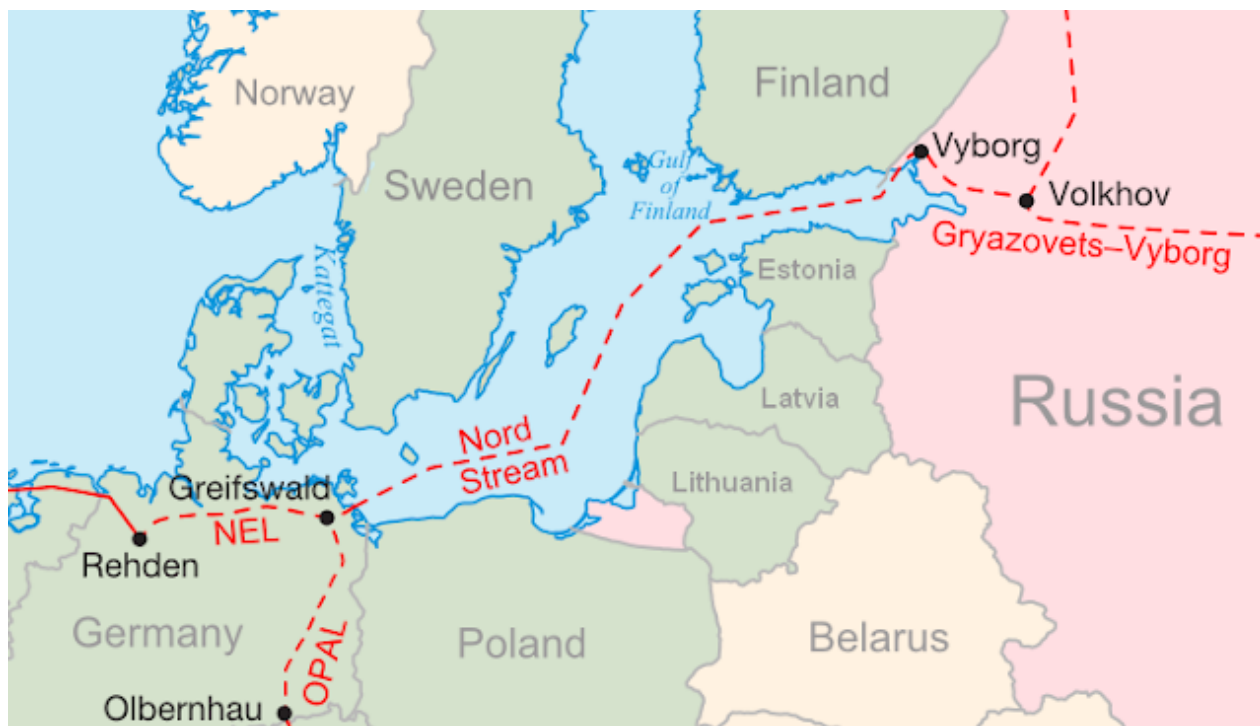 Norway
Finland
Sweden
Gulf
of
Finland
Vyborg
Volkhov
Gryazovets–Vyborg
Kattegat
Estonia
Russia
Latvia
Nord
Stream
Lithuania
Greifswald
NEL
Rehden
Germany
Poland
Belarus
OPAL
Olbernhau